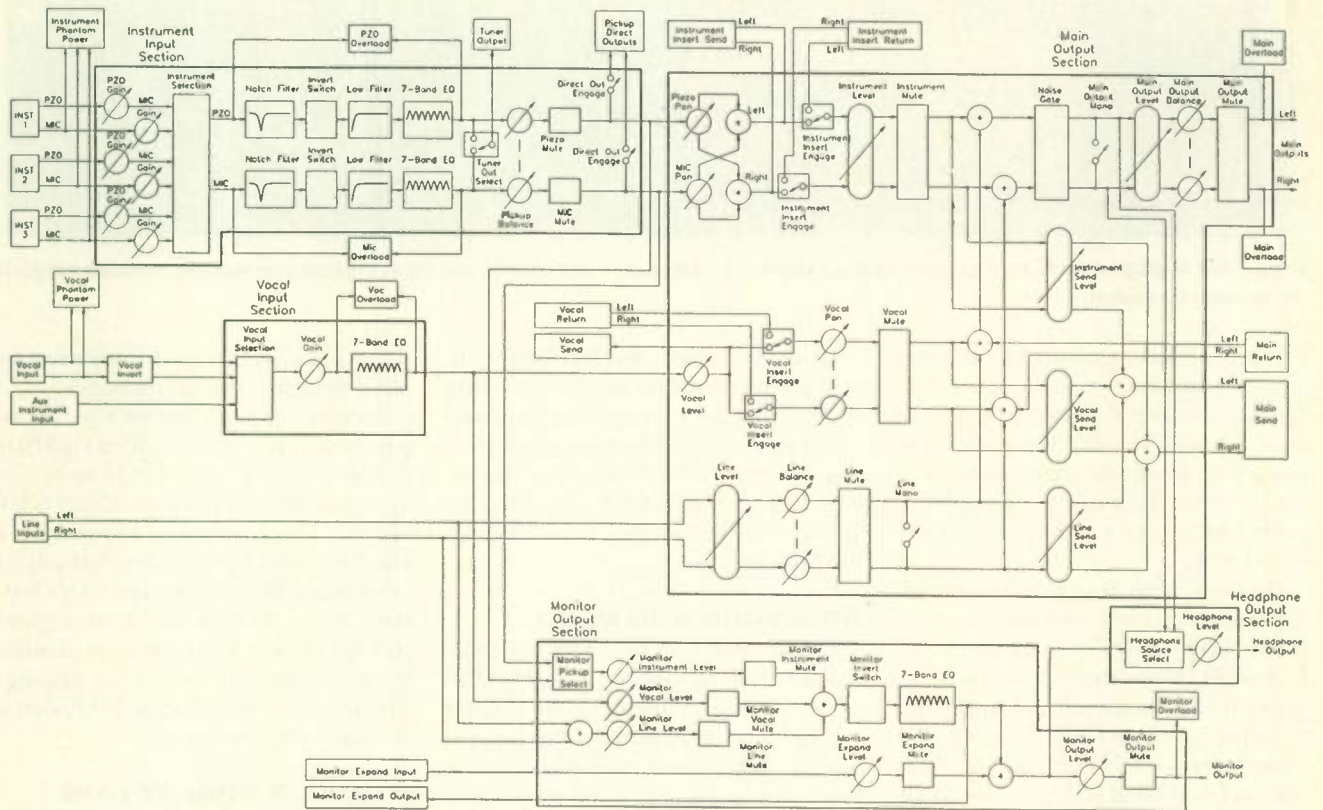 Instrument Phantom Power
Instrument Input Section
PZO Overload
Tuner Output
Pickup Direct Outputs
Left
Right
Instrument Insert Send
Right
Left
Instrument Insert Return
Main Output Section
Main Overload
INST 1
PZO
MIC
INST 2
PZO
MIC
INST 3
PZO
MIC
PZO Gain
MIC Gain
PZO Gain
MIC Gain
PZO Gain
MIC Gain
Instrument Selection
PZO
MIC
Notch Filter
Invert Switch
Low Filter
7-Band EQ
Notch Filter
Invert Switch
Low Filter
7-Band EQ
Tuner Out Select
Pickup Balance
Piezo Mute
MIC Mute
Direct Out Engage
Direct Out Engage
Mic Overload
Piezo Pan
MIC Pan
Left
Right
Instrument Insert Engage
Instrument Insert Engage
Instrument Level
Instrument Mute
Noise Gate
Main Output Mono
Main Output Level
Main Output Balance
Main Output Mute
Left
Main Outputs
Right
Main Overload
Instrument Send Level
Vocal Phantom Power
Vocal Input Section
Voc Overload
Vocal Input
Vocal Invert
Aux Instrument Input
Vocal Input Selection
Vocal Gain
7-Band EQ
Vocal Return
Left
Right
Vocal Send
Vocal Level
Vocal Insert Engage
Vocal Insert Engage
Vocal Pan
Vocal Mute
Vocal Send Level
Left
Right
Main Return
Left
Right
Main Send
Line Inputs
Left
Right
Line Level
Line Balance
Line Mute
Line Mono
Line Send Level
Monitor Output Section
Monitor Pickup Select
Monitor Instrument Level
Monitor Vocal Level
Monitor Line Level
Monitor Instrument Mute
Monitor Vocal Mute
Monitor Line Mute
Monitor Invert Switch
7-Band EQ
Monitor Expand Level
Monitor Expand Mute
Monitor Expand Input
Monitor Expand Output
Headphone Output Section
Headphone Source Select
Headphone Level
Headphone Output
Monitor Overload
Monitor Output Level
Monitor Output Mute
Monitor Output